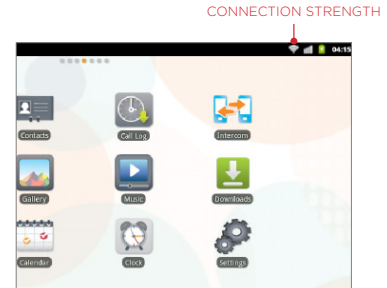 CONNECTION STRENGTH
04:15
Contacts
Call Log
Intercom
Gallery
Music
Downloads
Calendar
Clock
Settings